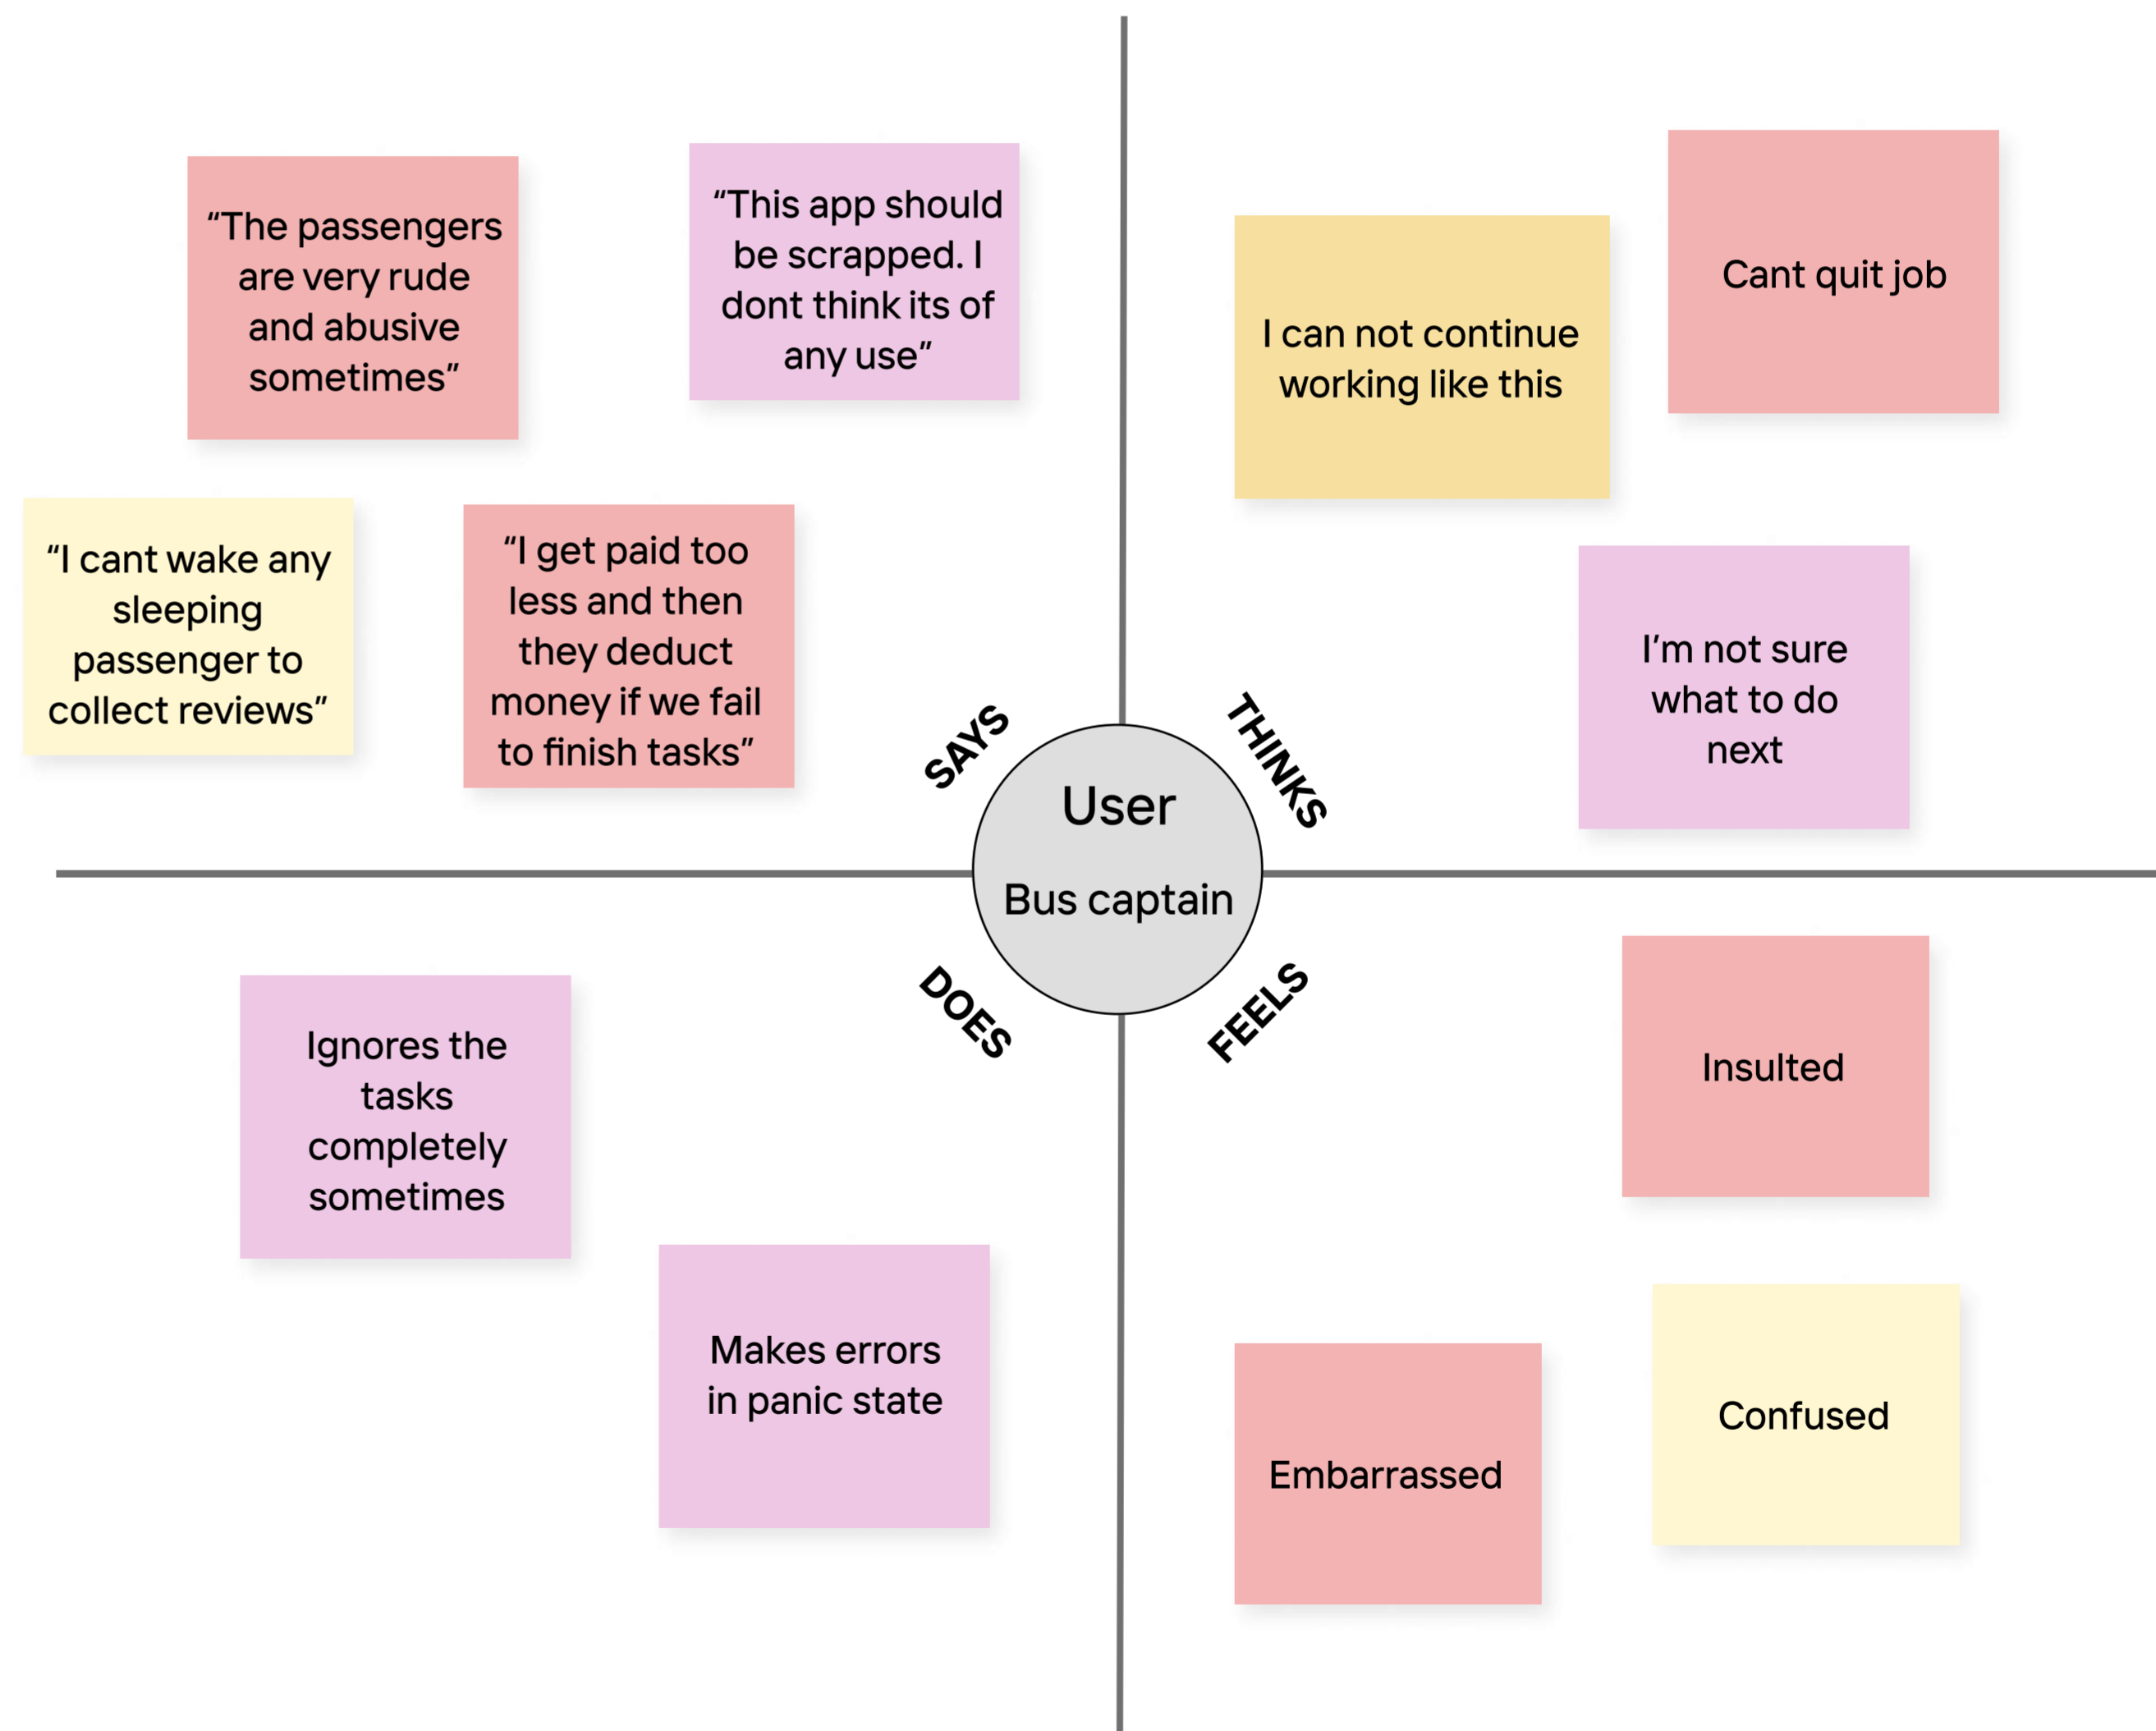 “The passengers
are very rude
and abusive
sometimes”
“This app should
be scrapped. I
dont think its of
any use”
“I cant wake any
sleeping
passenger to
collect reviews”
“I get paid too
less and then
they deduct
money if we fail
to finish tasks”
SAYS
I can not continue
working like this
Cant quit job
I’m not sure
what to do
next
THINKS
User
Bus captain
DOES
Ignores the
tasks
completely
sometimes
Makes errors
in panic state
FEELS
Insulted
Embarrassed
Confused